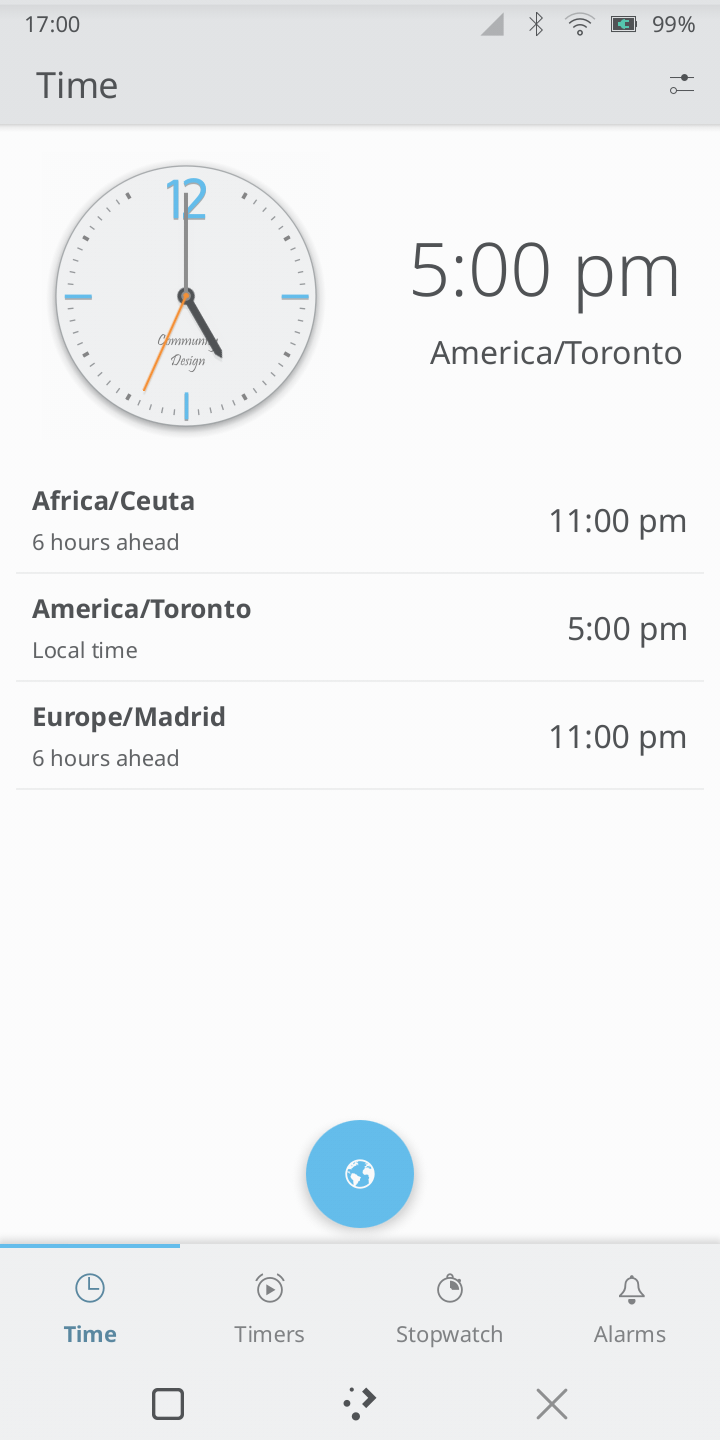 17:00
99%
Time
12
Community
Design
5:00 pm
America/Toronto
Africa/Ceuta
6 hours ahead
11:00 pm
America/Toronto
Local time
5:00 pm
Europe/Madrid
6 hours ahead
11:00 pm
Time
Timers
Stopwatch
Alarms